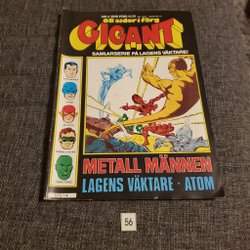 68 sidor i färg
GIGANT
SAMLARSERIE PÅ LAGENS VÄKTARE!
METALL MÄNNEN
LAGENS VÄKTARE · ATOM
56